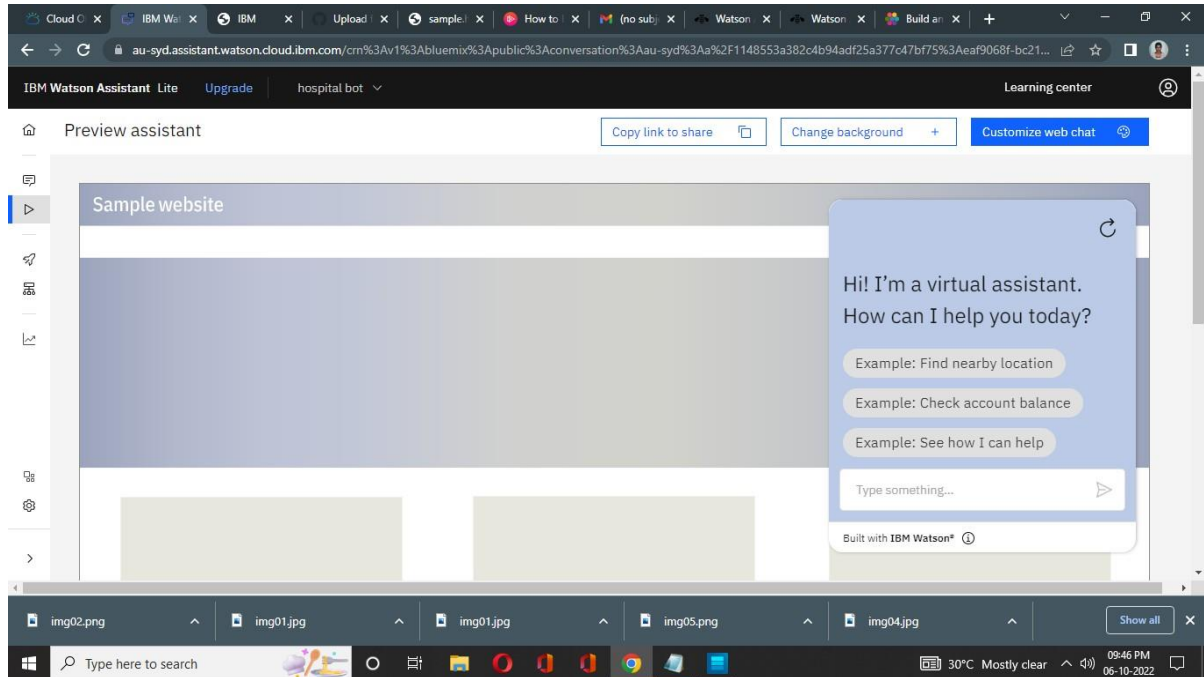 Cloud O
IBM Wat
IBM
Upload
sample.
How to
(no subj
Watson
Watson
Build an
au-syd.assistant.watson.cloud.ibm.com/crn%3Av1%3Abluemix%3Apublic%3Aconversation%3Aau-syd%3Aa%2F1148553a382c4b94adf25a377c47bf75%3Aeaf9068f-bc21...
IBM Watson Assistant Lite Upgrade hospital bot Learning center
Preview assistant Copy link to share Change background + Customize web chat
Sample website
Hi! I'm a virtual assistant.
How can I help you today?
Example: Find nearby location
Example: Check account balance
Example: See how I can help
Type something...
Built with IBM Watson®
img02.png img01.jpg img01.jpg img05.png img04.jpg Show all
Type here to search 30°C Mostly clear 09:46 PM
06-10-2022